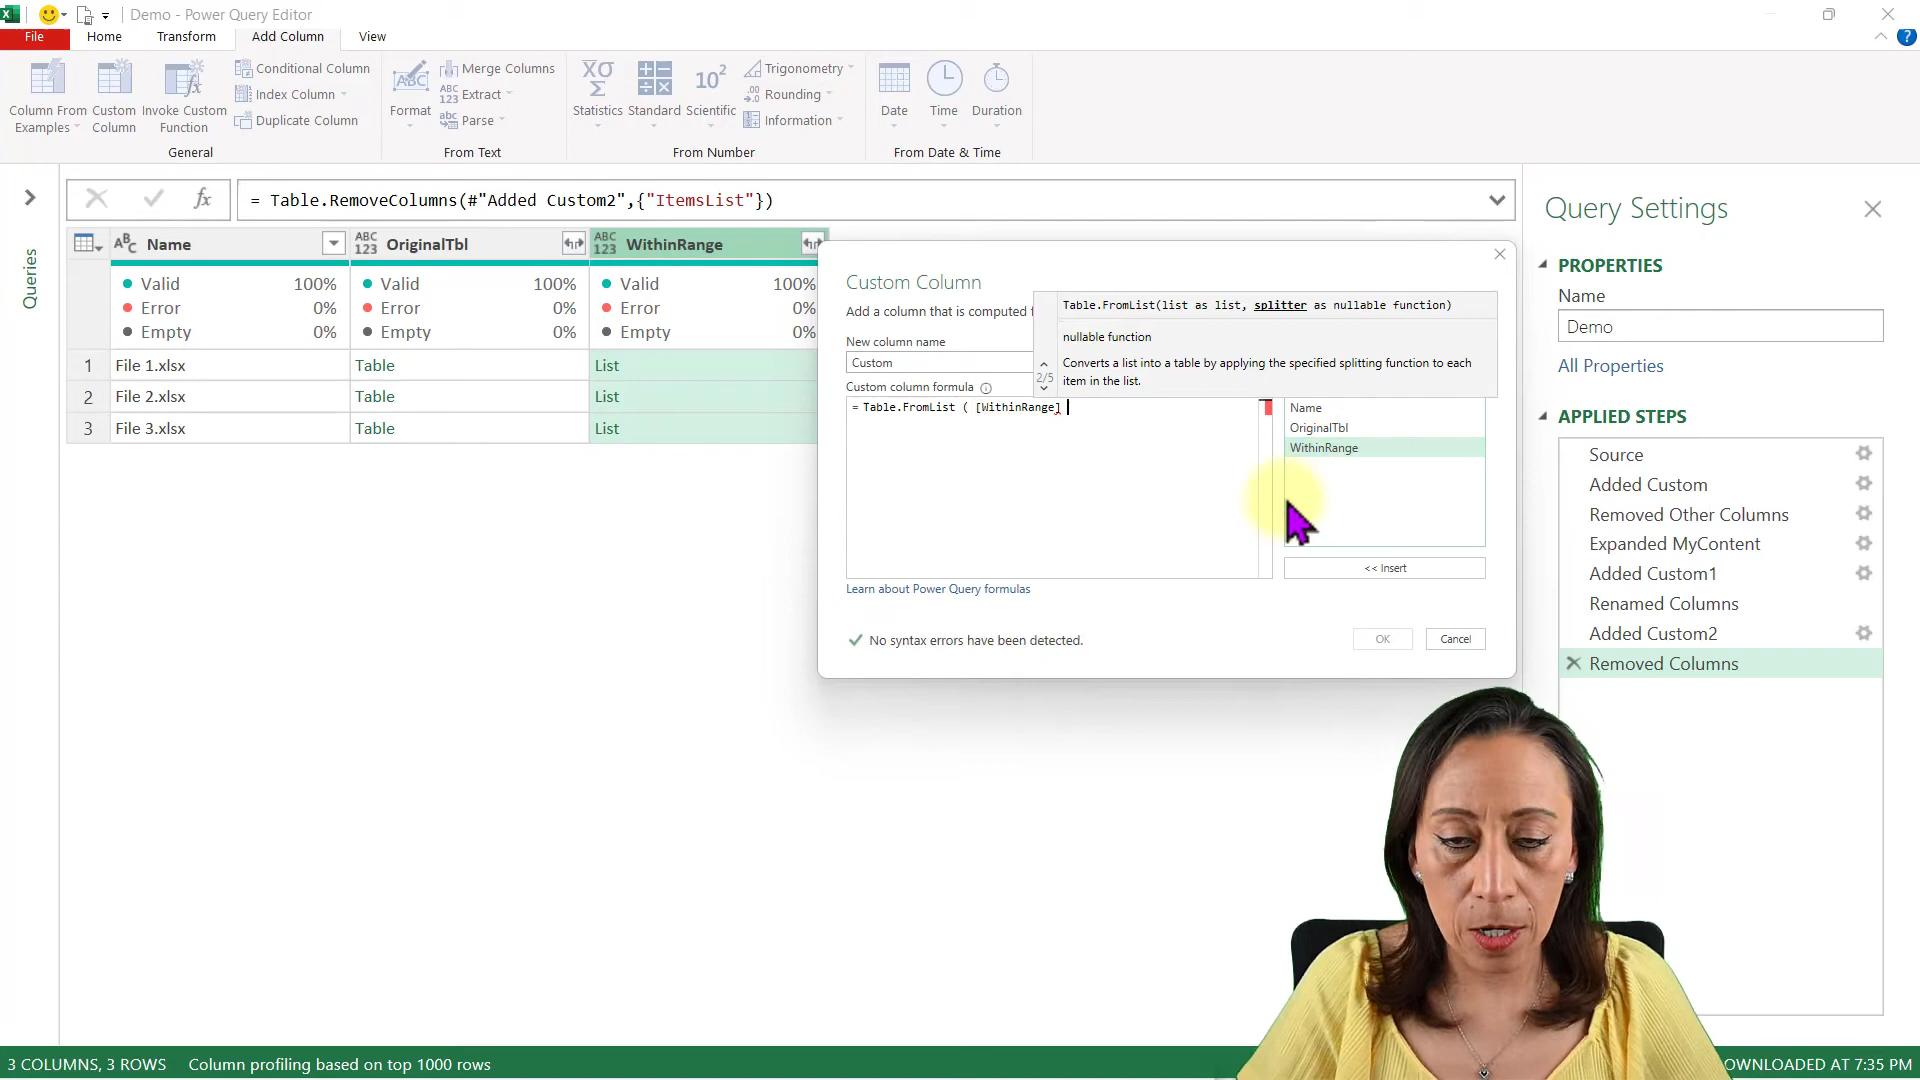 Demo - Power Query Editor
File Home Transform Add Column View
Column From Examples
Custom Column
Invoke Custom Function
Conditional Column
Index Column
Duplicate Column
General
Format
Merge Columns
Extract
Parse
From Text
Statistics
Standard
Scientific
Trigonometry
Rounding
Information
From Number
Date
Time
Duration
From Date & Time
Queries
= Table.RemoveColumns(#"Added Custom2",{"ItemsList"})
Name OriginalTbl WithinRange
Valid 100% Valid 100% Valid 100%
Error 0% Error 0% Error 0%
Empty 0% Empty 0% Empty 0%
1 File 1.xlsx Table List
2 File 2.xlsx Table List
3 File 3.xlsx Table List
Custom Column
Add a column that is computed
New column name
Custom
Custom column formula
= Table.FromList ( [WithinRange]
Table.FromList(list as list, splitter as nullable function)
nullable function
Converts a list into a table by applying the specified splitting function to each
item in the list.
2/5
Name
OriginalTbl
WithinRange
<< Insert
Learn about Power Query formulas
No syntax errors have been detected.
OK
Cancel
Query Settings
PROPERTIES
Name
Demo
All Properties
APPLIED STEPS
Source
Added Custom
Removed Other Columns
Expanded MyContent
Added Custom1
Renamed Columns
Added Custom2
Removed Columns
3 COLUMNS, 3 ROWS
Column profiling based on top 1000 rows
OWNLOADED AT 7:35 PM